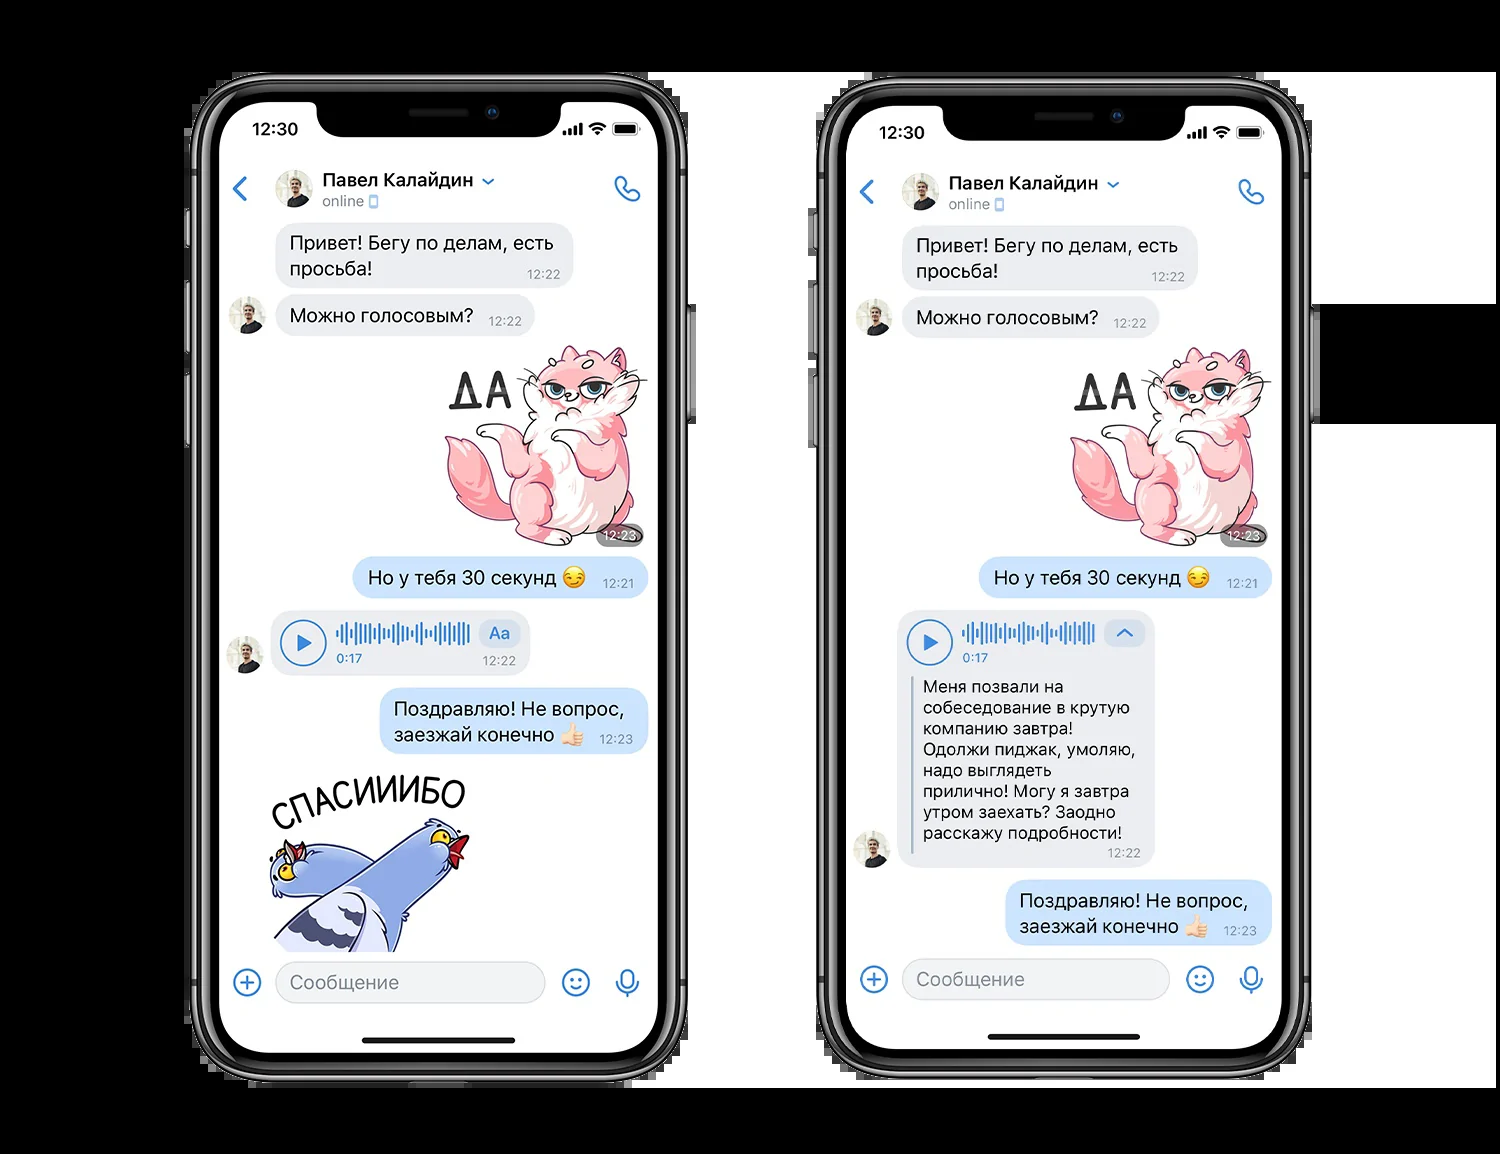 12:30
Павел Калайдин
online
Привет! Бегу по делам, есть
просьба!
12:22
Можно голосовым?
12:22
ДА
12:23
Но у тебя 30 секунд 😏
12:21
Aa
0:17
12:22
Поздравляю! Не вопрос,
заезжай конечно 👍🏻
12:23
СПАСИИИБО
Сообщение
12:30
Павел Калайдин
online
Привет! Бегу по делам, есть
просьба!
12:22
Можно голосовым?
12:22
ДА
12:23
Но у тебя 30 секунд 😏
12:21
0:17
Меня позвали на
собеседование в крутую
компанию завтра!
Одолжи пиджак, умоляю,
надо выглядеть
прилично! Могу я завтра
утром заехать? Заодно
расскажу подробности!
12:22
Поздравляю! Не вопрос,
заезжай конечно 👍🏻
12:23
Сообщение